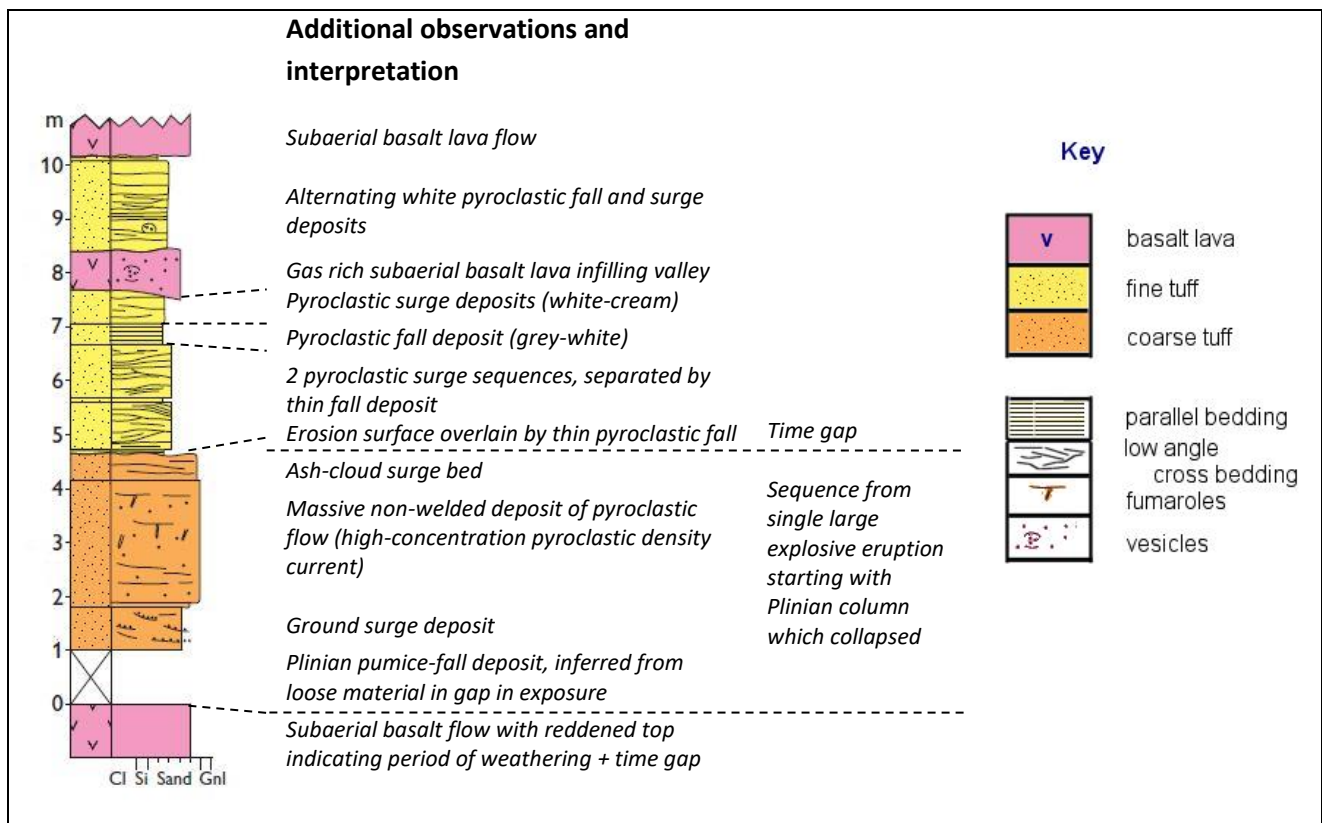 Additional observations and
interpretation
m
10
9
8
7
6
5
4
3
2
1
0
v
v
v
v
Cl Si Sand Gnl
Subaerial basalt lava flow
Alternating white pyroclastic fall and surge
deposits
Gas rich subaerial basalt lava infilling valley
Pyroclastic surge deposits (white-cream)
Pyroclastic fall deposit (grey-white)
2 pyroclastic surge sequences, separated by
thin fall deposit
Erosion surface overlain by thin pyroclastic fall
Time gap
Ash-cloud surge bed
Massive non-welded deposit of pyroclastic
flow (high-concentration pyroclastic density
current)
Ground surge deposit
Plinian pumice-fall deposit, inferred from
loose material in gap in exposure
Sequence from
single large
explosive eruption
starting with
Plinian column
which collapsed
Subaerial basalt flow with reddened top
indicating period of weathering + time gap
Key
v
basalt lava
fine tuff
coarse tuff
parallel bedding
low angle
cross bedding
fumaroles
vesicles